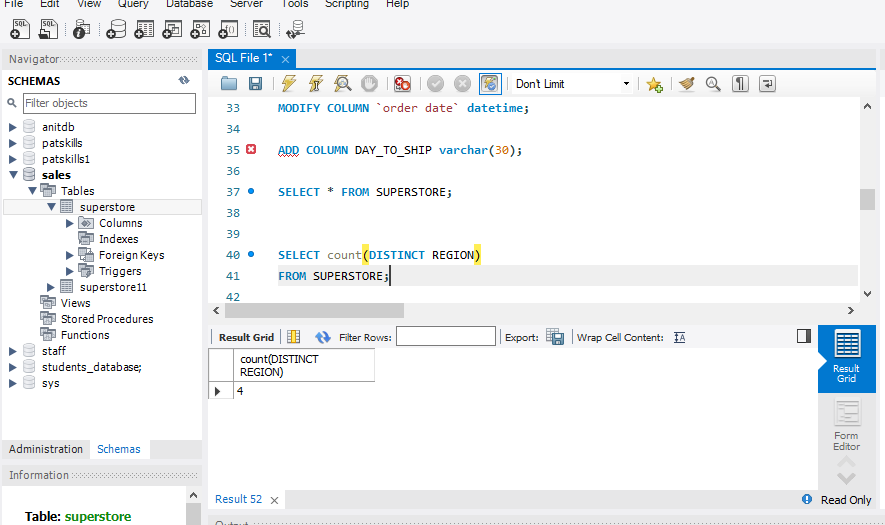 File Edit View Query Database Server Tools Scripting Help
Navigator
SCHEMAS
Filter objects
anitdb
patskills
patskills1
sales
Tables
superstore
Columns
Indexes
Foreign Keys
Triggers
superstore11
Views
Stored Procedures
Functions
staff
students_database;
sys
Administration Schemas
Information
Table: superstore
SQL File 1*
Don't Limit
33 MODIFY COLUMN `order date` datetime;
34
35 ADD COLUMN DAY_TO_SHIP varchar(30);
36
37 SELECT * FROM SUPERSTORE;
38
39
40 SELECT count(DISTINCT REGION)
41 FROM SUPERSTORE;
42
Result Grid Filter Rows: Export: Wrap Cell Content:
count(DISTINCT
REGION)
4
Result
Grid
Form
Editor
Result 52
Read Only
Output